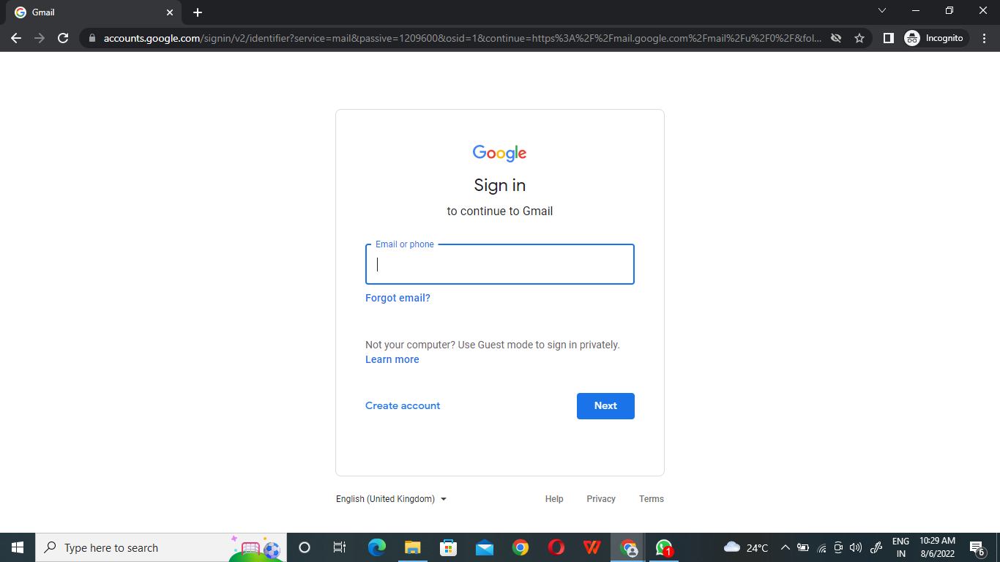 Gmail
accounts.google.com/signin/v2/identifier?service=mail&passive=1209600&osid=1&continue=https%3A%2F%2Fmail.google.com%2Fmail%2Fu%2F0%2F&fol...
Incognito
Google
Sign in
to continue to Gmail
Email or phone
Forgot email?
Not your computer? Use Guest mode to sign in privately.
Learn more
Create account
Next
English (United Kingdom)
Help
Privacy
Terms
Type here to search
1
24°C
ENG
IN
10:29 AM
8/6/2022
6